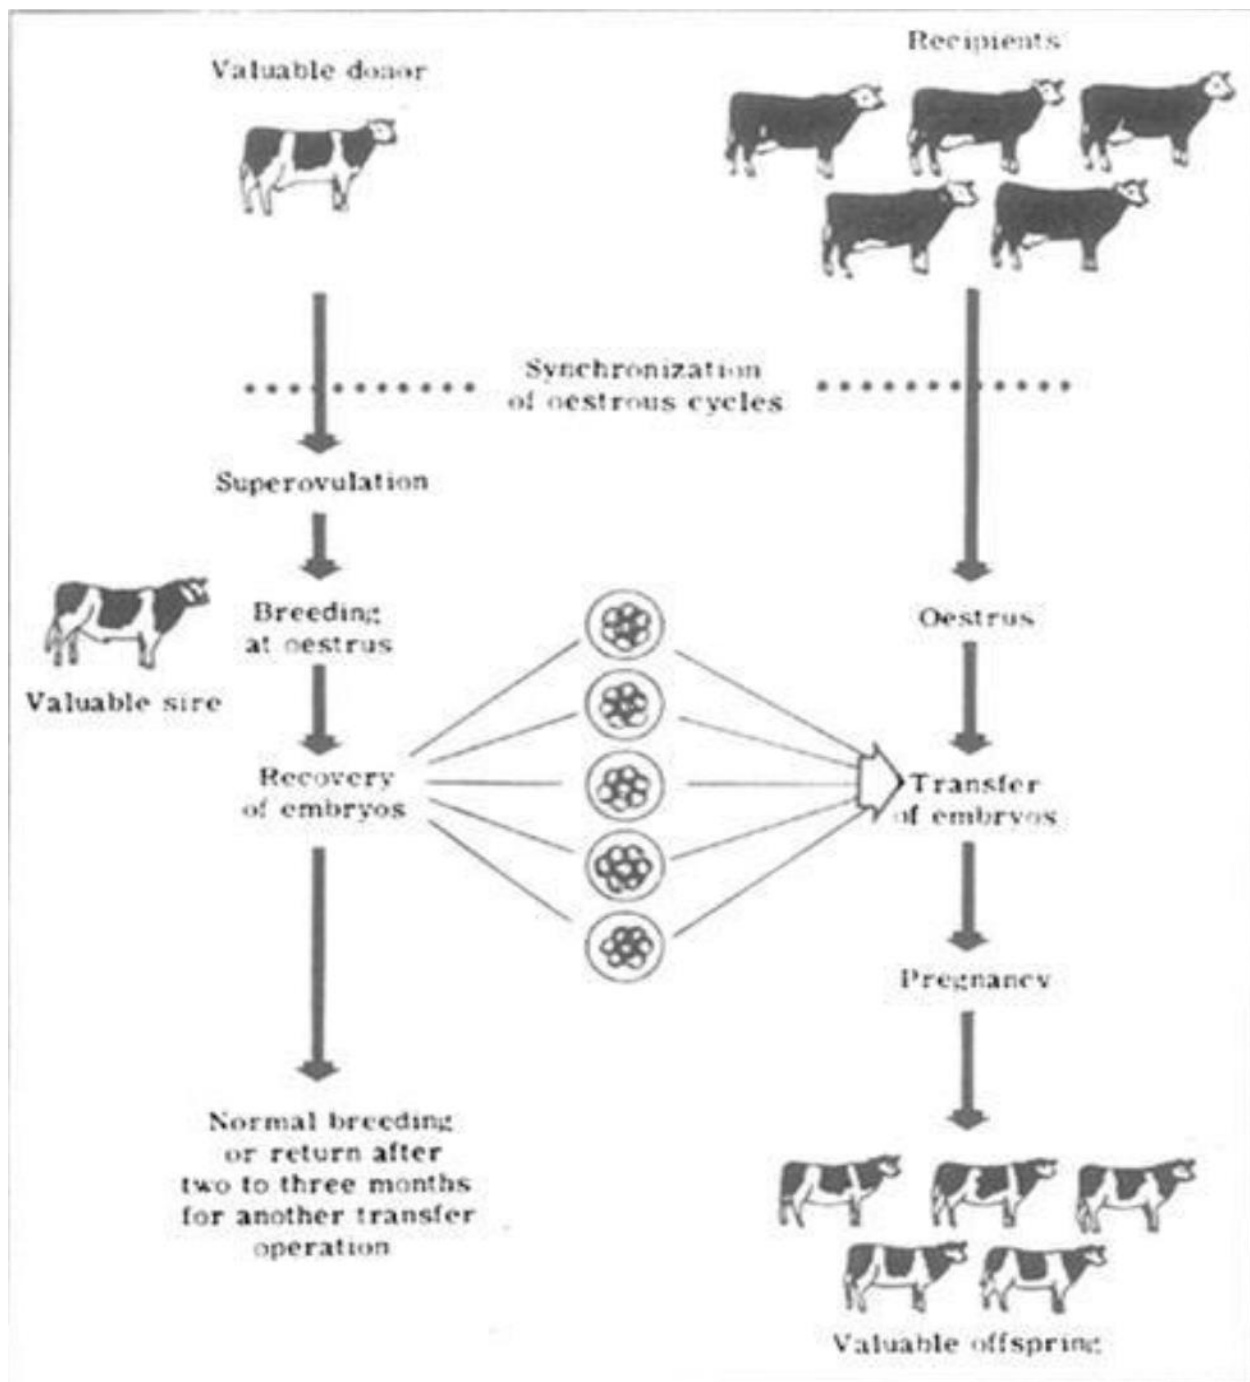 Valuable donor
Recipients
Synchronization
of oestrous cycles
Superovulation
Valuable sire
Breeding
at oestrus
Recovery
of embryos
Oestrus
Transfer
of embryos
Pregnancy
Normal breeding
or return after
two to three months
for another transfer
operation
Valuable offspring